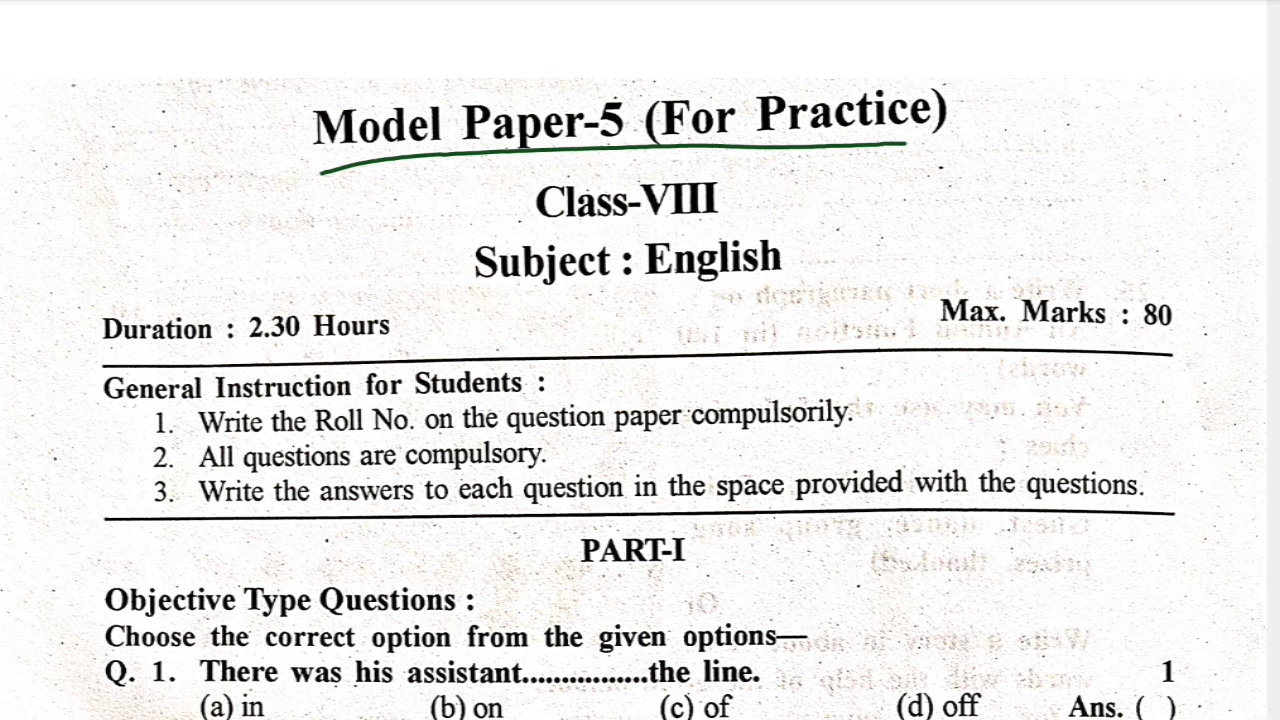 Model Paper-5 (For Practice)
Class-VIII
Subject : English
Duration : 2.30 Hours Max. Marks : 80
General Instruction for Students :
1. Write the Roll No. on the question paper compulsorily.
2. All questions are compulsory.
3. Write the answers to each question in the space provided with the questions.
PART-I
Objective Type Questions :
Choose the correct option from the given options—
Q. 1. There was his assistant................the line. 1
(a) in (b) on (c) of (d) off Ans. ( )